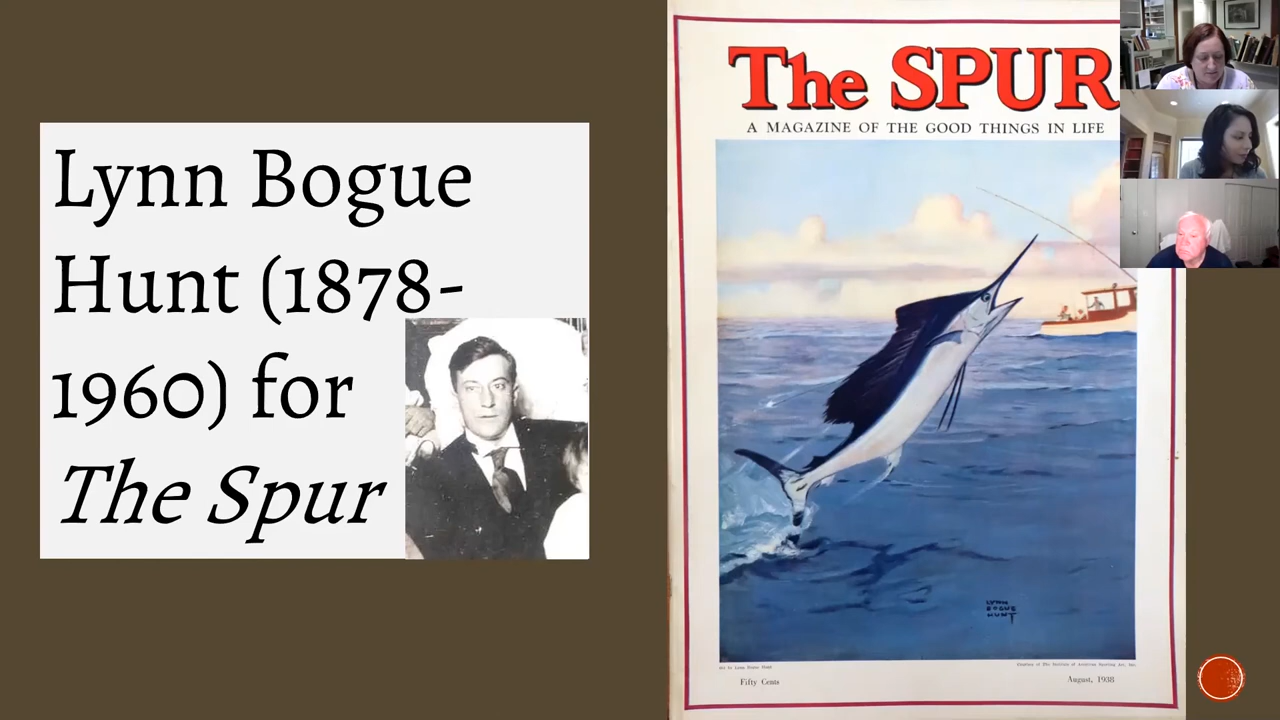 Lynn Bogue
Hunt (1878-
1960) for
The Spur
The SPUR
A MAGAZINE OF THE GOOD THINGS IN LIFE
LYNN
BOGUE
HUNT
Fifty Cents
August, 1938